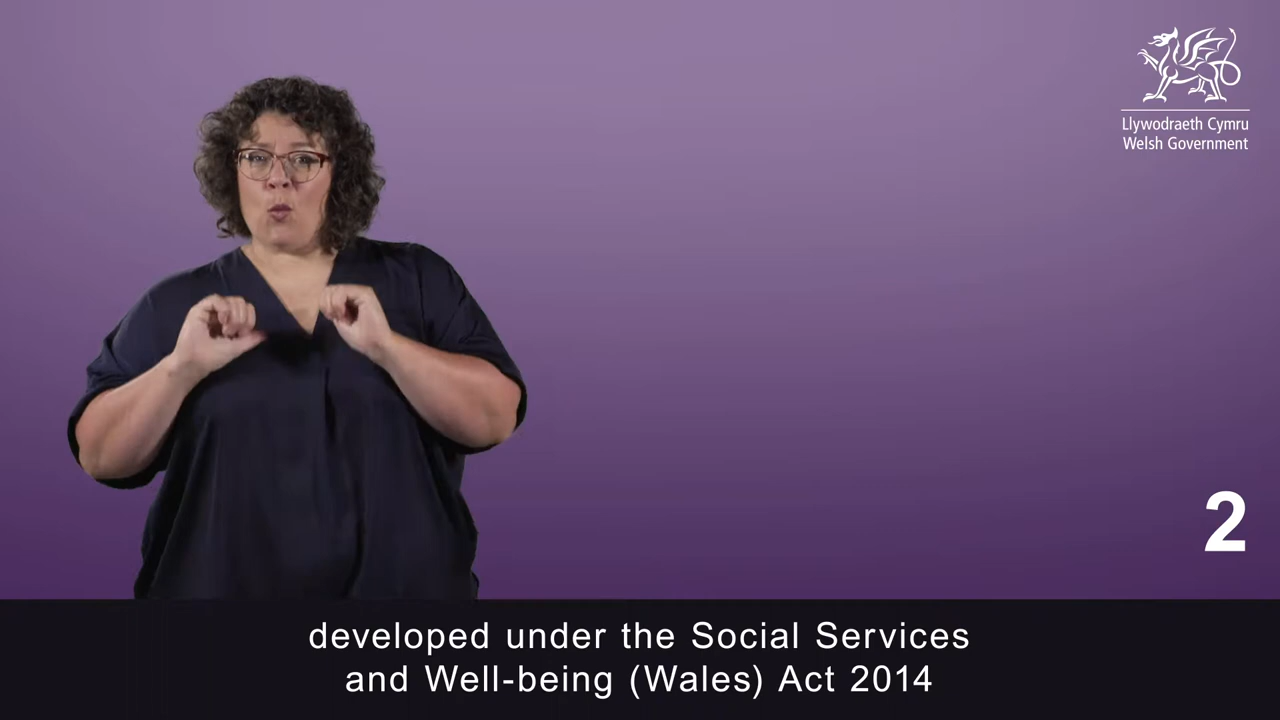 Llywodraeth Cymru
Welsh Government
2
developed under the Social Services
and Well-being (Wales) Act 2014